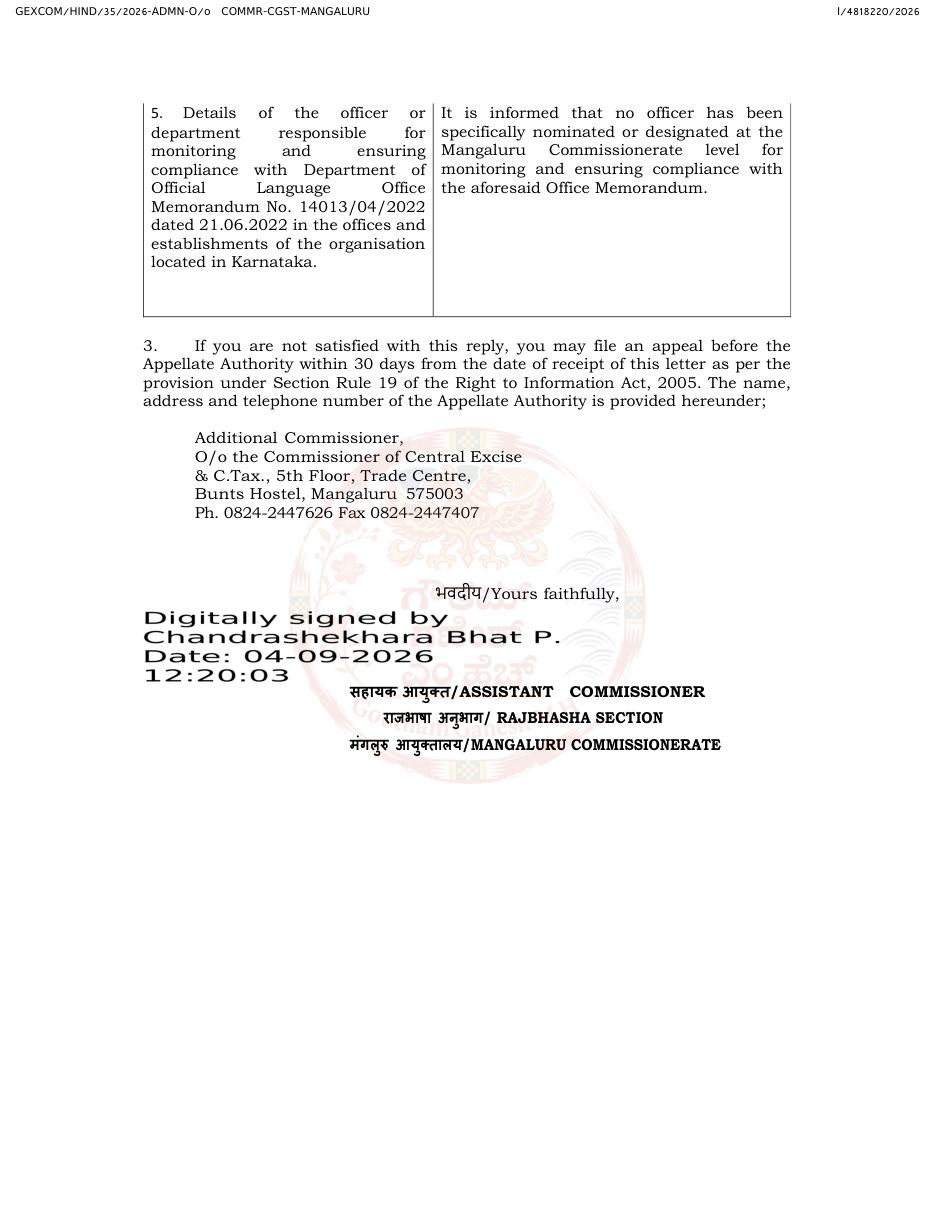 GEXCOM/HIND/35/2026-ADMN-O/o COMMR-CGST-MANGALURU
I/4818220/2026
5. Details of the officer or
department responsible for
monitoring and ensuring
compliance with Department of
Official Language Office
Memorandum No. 14013/04/2022
dated 21.06.2022 in the offices and
establishments of the organisation
located in Karnataka.
It is informed that no officer has been
specifically nominated or designated at the
Mangaluru Commissionerate level for
monitoring and ensuring compliance with
the aforesaid Office Memorandum.
3. If you are not satisfied with this reply, you may file an appeal before the
Appellate Authority within 30 days from the date of receipt of this letter as per the
provision under Section Rule 19 of the Right to Information Act, 2005. The name,
address and telephone number of the Appellate Authority is provided hereunder;
Additional Commissioner,
O/o the Commissioner of Central Excise
& C.Tax., 5th Floor, Trade Centre,
Bunts Hostel, Mangaluru 575003
Ph. 0824-2447626 Fax 0824-2447407
भवदीय/Yours faithfully,
Digitally signed by
Chandrashekhara Bhat P.
Date: 04-09-2026
12:20:03
सहायक आयुक्त/ASSISTANT COMMISSIONER
राजभाषा अनुभाग/ RAJBHASHA SECTION
मंगलुरु आयुक्तालय/MANGALURU COMMISSIONERATE
ಗೌತಮ್
ಗಣೇಶ್
ಎಂ ಹೆಚ್
Gowtham Ganesh M H